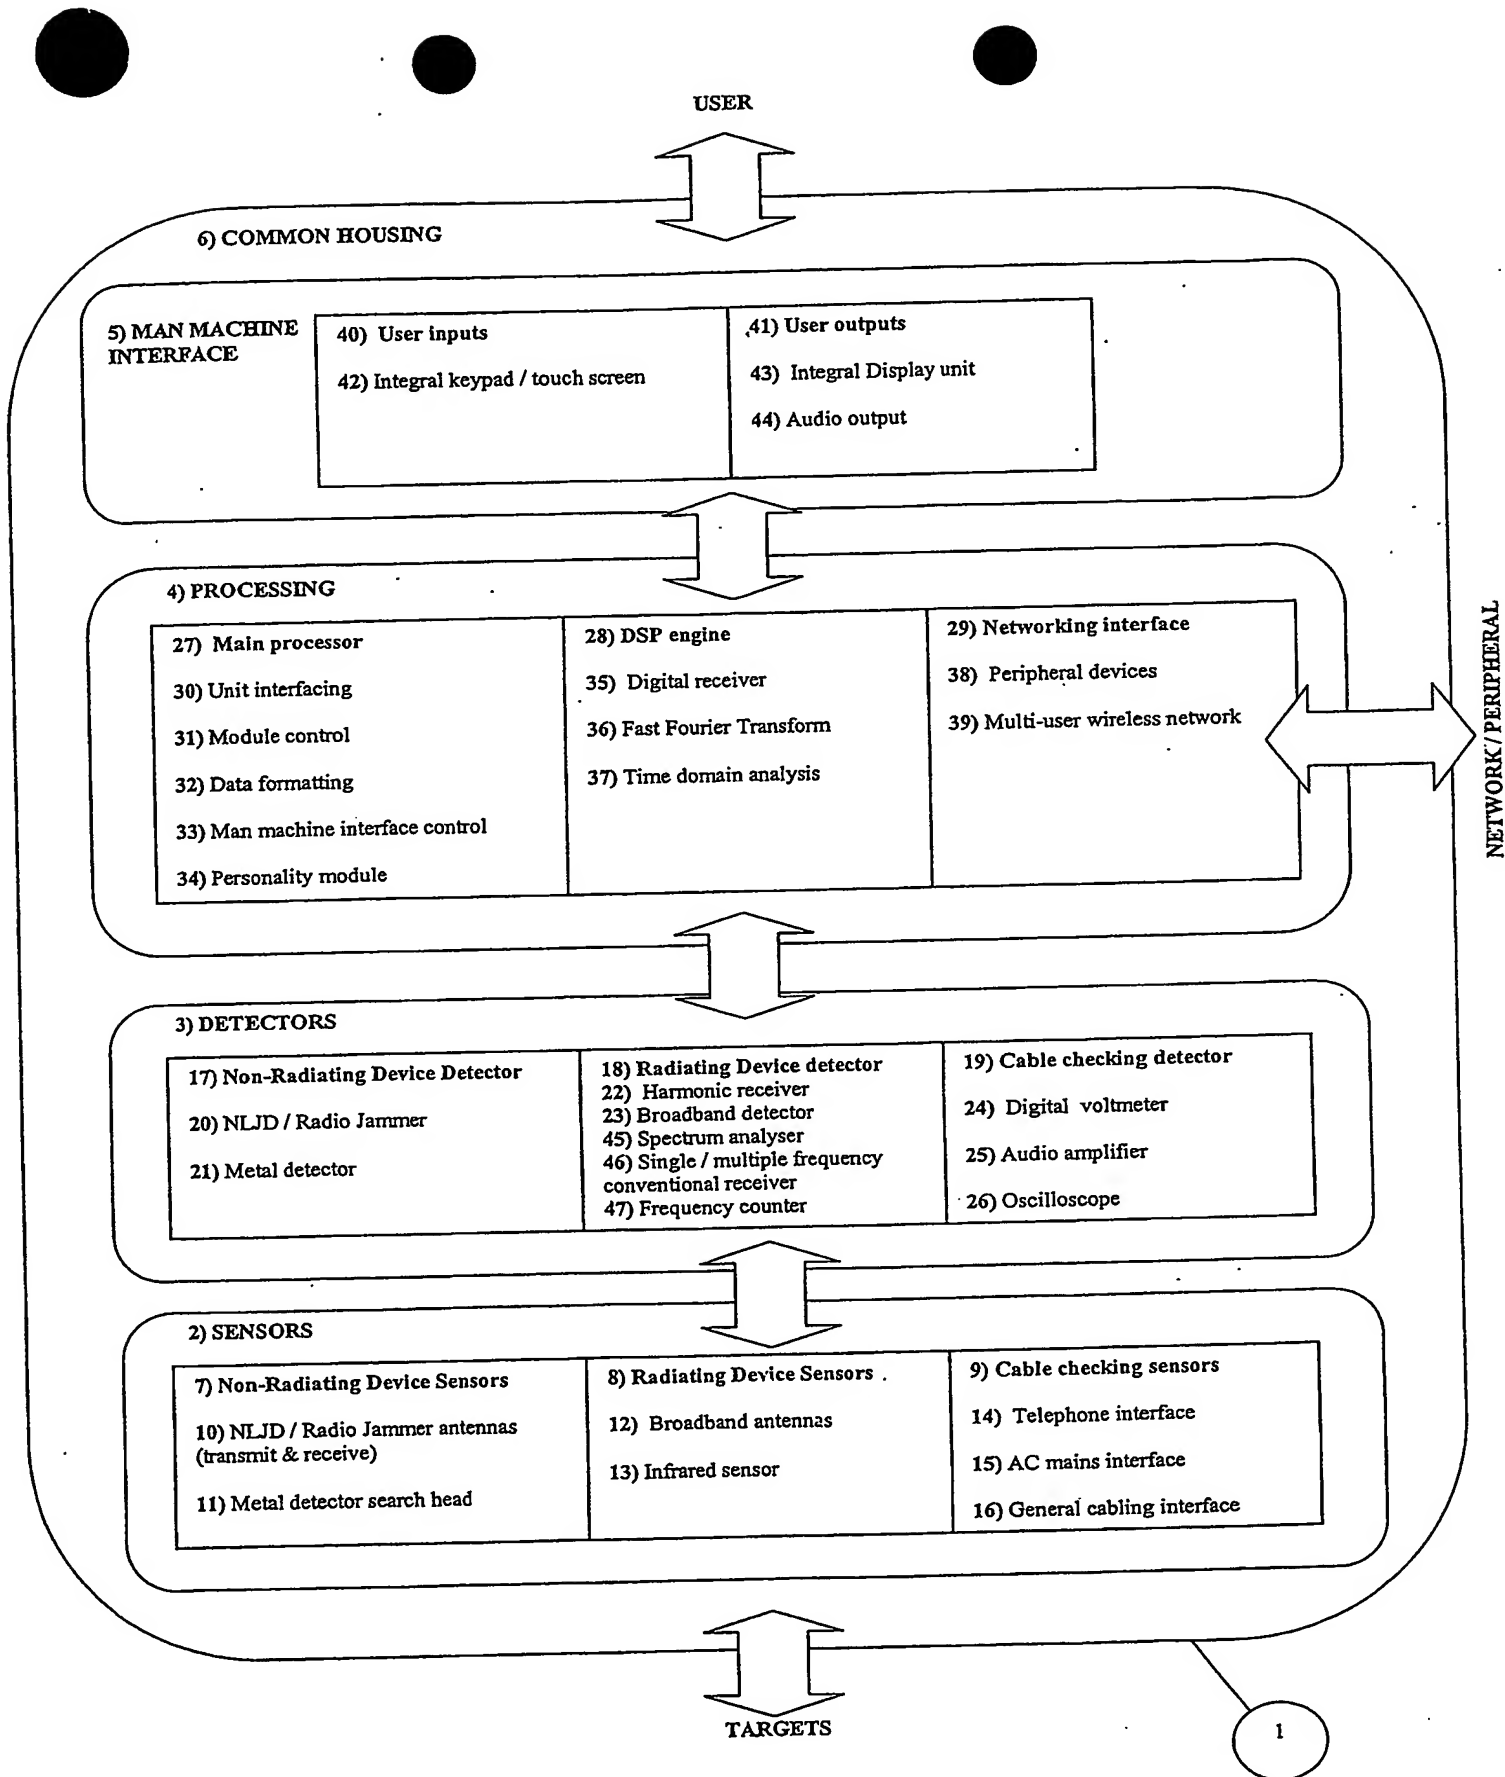 USER
6) COMMON HOUSING
5) MAN MACHINE
INTERFACE
40) User inputs
42) Integral keypad / touch screen
41) User outputs
43) Integral Display unit
44) Audio output
4) PROCESSING
27) Main processor
30) Unit interfacing
31) Module control
32) Data formatting
33) Man machine interface control
34) Personality module
28) DSP engine
35) Digital receiver
36) Fast Fourier Transform
37) Time domain analysis
29) Networking interface
38) Peripheral devices
39) Multi-user wireless network
NETWORK / PERIPHERAL
3) DETECTORS
17) Non-Radiating Device Detector
20) NLJD / Radio Jammer
21) Metal detector
18) Radiating Device detector
22) Harmonic receiver
23) Broadband detector
45) Spectrum analyser
46) Single / multiple frequency
conventional receiver
47) Frequency counter
19) Cable checking detector
24) Digital voltmeter
25) Audio amplifier
26) Oscilloscope
2) SENSORS
7) Non-Radiating Device Sensors
10) NLJD / Radio Jammer antennas
(transmit & receive)
11) Metal detector search head
8) Radiating Device Sensors
12) Broadband antennas
13) Infrared sensor
9) Cable checking sensors
14) Telephone interface
15) AC mains interface
16) General cabling interface
TARGETS
1